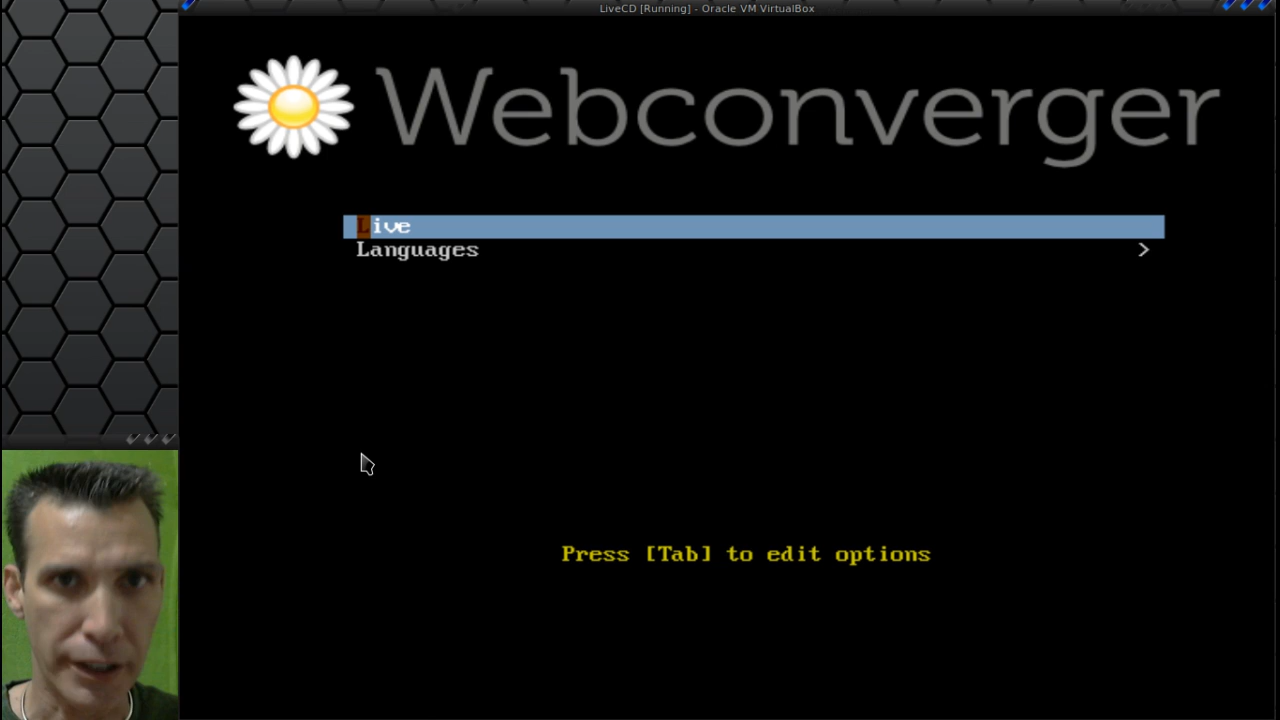 LiveCD [Running] - Oracle VM VirtualBox
Webconverger
Live
Languages >
Press [Tab] to edit options